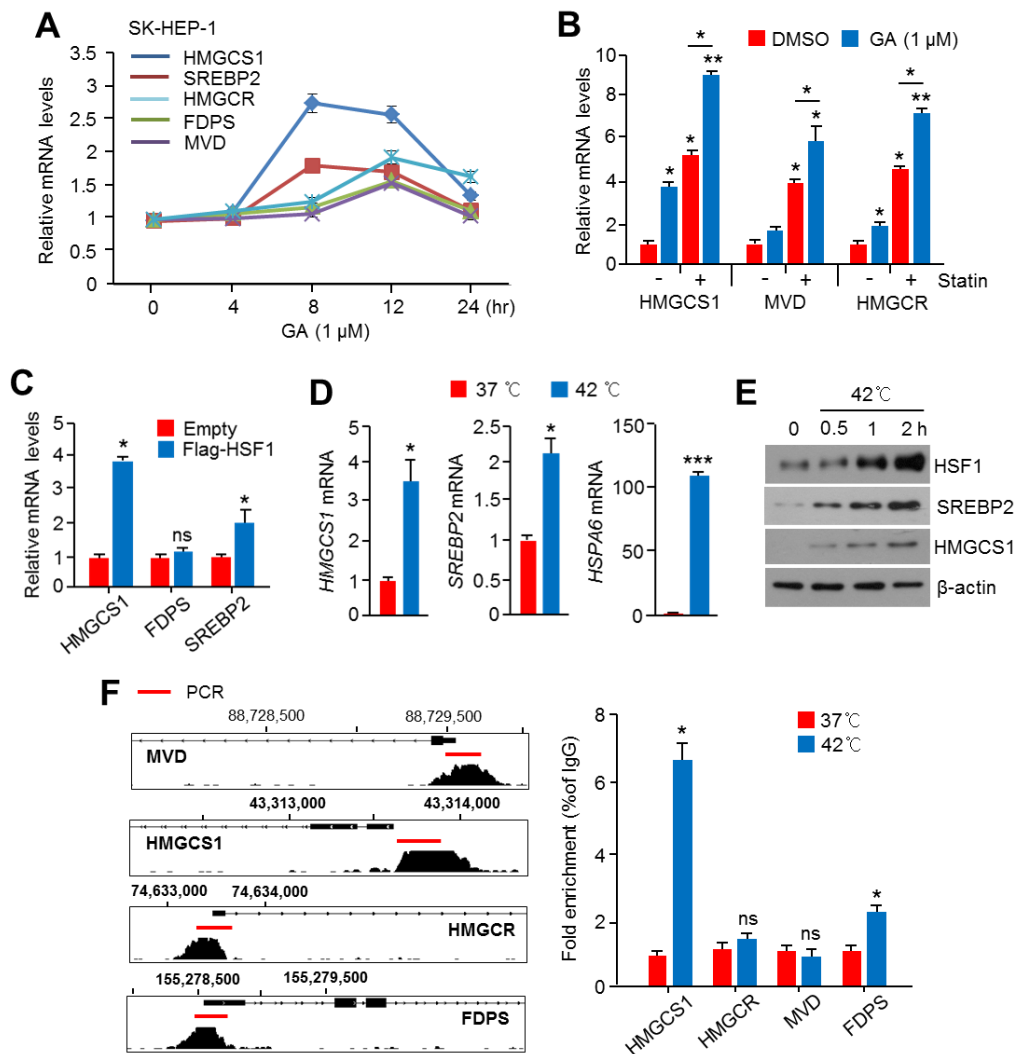 A
SK-HEP-1
HMGCS1
SREBP2
HMGCR
FDPS
MVD
Relative mRNA levels
3.5
3
2.5
2
1.5
1
0.5
0
0 4 8 12 24 (hr)
GA (1 μM)
B
DMSO GA (1 μM)
Relative mRNA levels
10
8
6
4
2
0
* * * ** * * * * * * **
- + - + - + Statin
HMGCS1 MVD HMGCR
C
Empty
Flag-HSF1
Relative mRNA levels
5
4
3
2
1
0
* ns *
HMGCS1 FDPS SREBP2
D
37 ℃ 42 ℃
HMGCS1 mRNA
5
4
3
2
1
0
*
SREBP2 mRNA
2.5
2
1.5
1
0.5
0
*
HSPA6 mRNA
150
100
50
0
***
E
42℃
0 0.5 1 2 h
HSF1
SREBP2
HMGCS1
β-actin
F
PCR
88,728,500 88,729,500
MVD
43,313,000 43,314,000
HMGCS1
74,633,000 74,634,000
HMGCR
155,278,500 155,279,500
FDPS
37℃
42℃
Fold enrichment (%of IgG)
8
6
4
2
0
* ns ns *
HMGCS1 HMGCR MVD FDPS